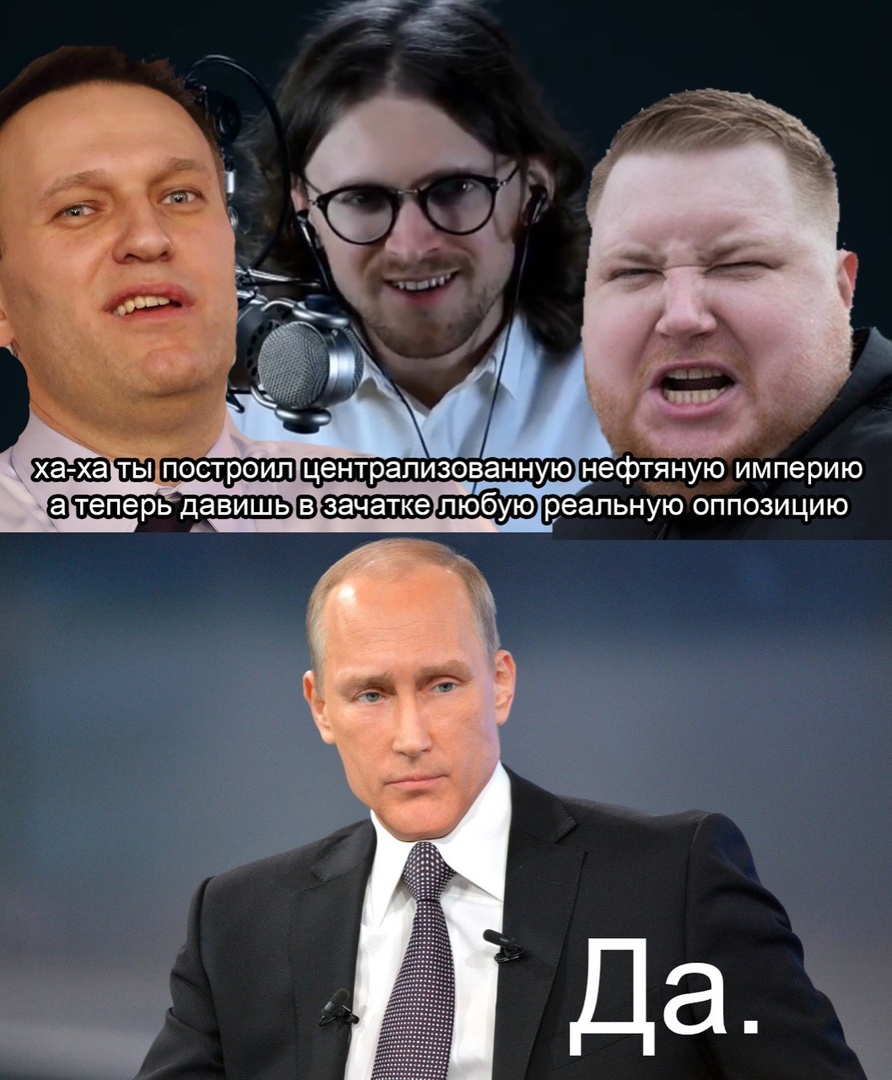 ха-ха ты построил централизованную нефтяную империю
а теперь давишь в зачатке любую реальную оппозицию
Да.